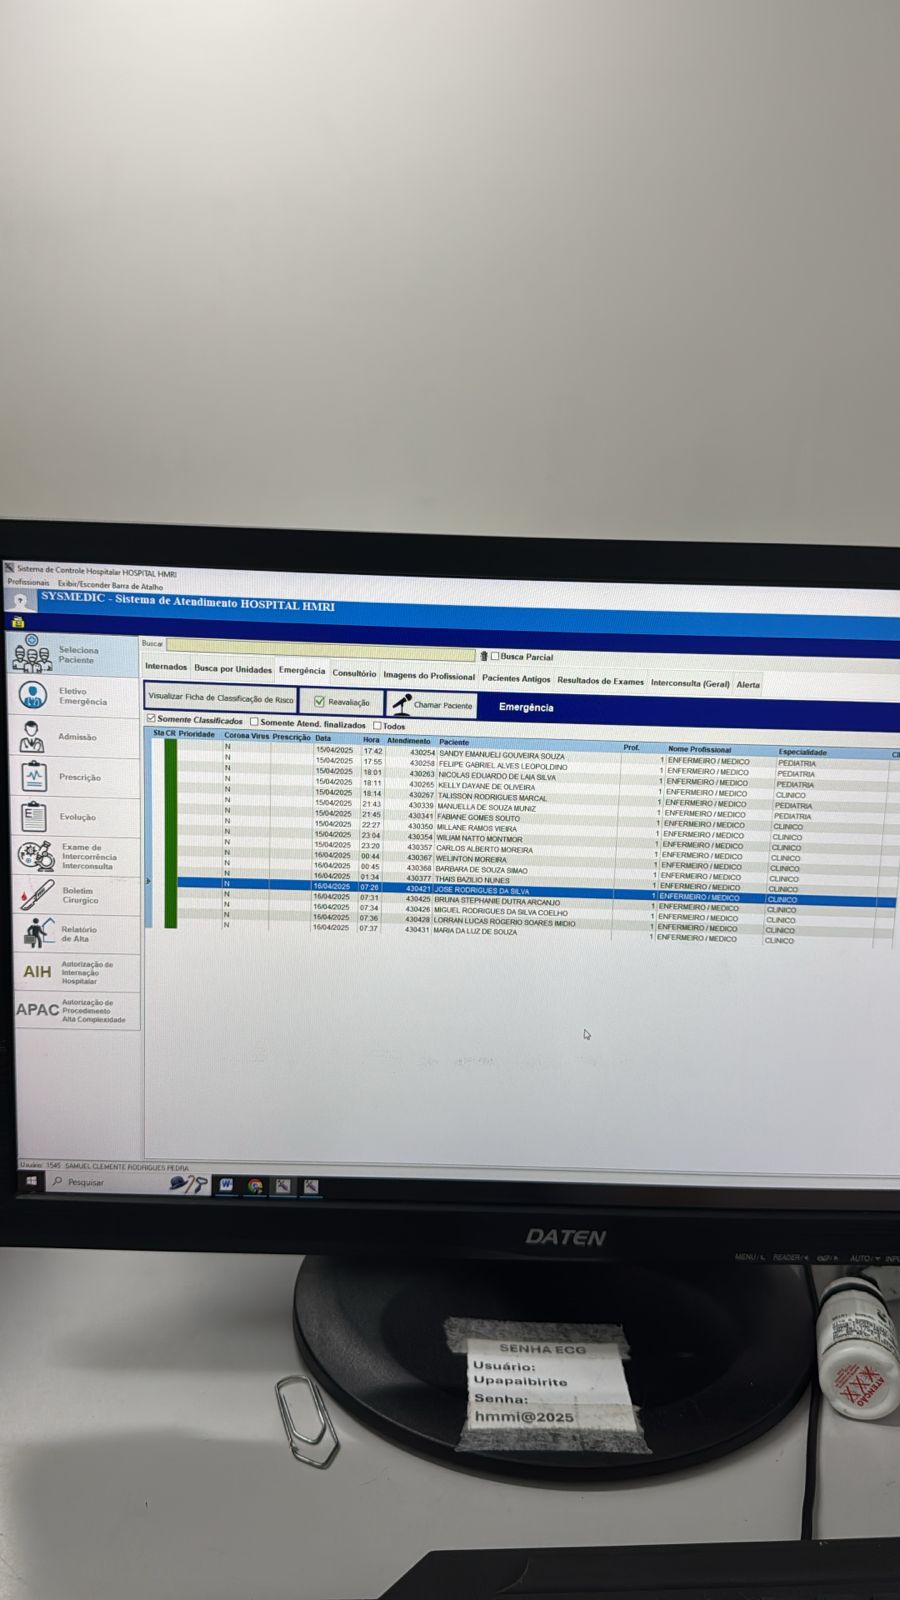 Sistema de Controle Hospitalar HOSPITAL HMRI
Profissionais Exibir/Esconder Barra de Atalho
SYSMEDIC - Sistema de Atendimento HOSPITAL HMRI
Seleciona Paciente
Eletivo Emergência
Admissão
Prescrição
Evolução
Exame de Intercorrência Interconsulta
Boletim Cirurgico
Relatório de Alta
AIH Autorização de Internação Hospitalar
APAC Autorização de Procedimento Alta Complexidade
Buscar Busca Parcial
Internados Busca por Unidades Emergência Consultório Imagens do Profissional Pacientes Antigos Resultados de Exames Interconsulta (Geral) Alerta
Visualizar Ficha de Classificação de Risco Reavaliação Chamar Paciente Emergência
Somente Classificados Somente Atend. finalizados Todos
Sta CR Prioridade Corona Virus Prescrição Data Hora Atendimento Paciente Prof. Nome Profissional Especialidade
N 15/04/2025 17:42 430254 SANDY EMANUELI GOUVEIRA SOUZA 1 ENFERMEIRO / MEDICO PEDIATRIA
N 15/04/2025 17:55 430258 FELIPE GABRIEL ALVES LEOPOLDINO 1 ENFERMEIRO / MEDICO PEDIATRIA
N 15/04/2025 18:01 430263 NICOLAS EDUARDO DE LAIA SILVA 1 ENFERMEIRO / MEDICO PEDIATRIA
N 15/04/2025 18:11 430265 KELLY DAYANE DE OLIVEIRA 1 ENFERMEIRO / MEDICO CLINICO
N 15/04/2025 18:14 430267 TALISSON RODRIGUES MARCAL 1 ENFERMEIRO / MEDICO PEDIATRIA
N 15/04/2025 21:43 430339 MANUELLA DE SOUZA MUNIZ 1 ENFERMEIRO / MEDICO PEDIATRIA
N 15/04/2025 21:45 430341 FABIANE GOMES SOUTO 1 ENFERMEIRO / MEDICO CLINICO
N 15/04/2025 22:27 430350 MILLANE RAMOS VIEIRA 1 ENFERMEIRO / MEDICO CLINICO
N 15/04/2025 23:04 430354 WILIAM NATTO MONTMOR 1 ENFERMEIRO / MEDICO CLINICO
N 15/04/2025 23:20 430357 CARLOS ALBERTO MOREIRA 1 ENFERMEIRO / MEDICO CLINICO
N 16/04/2025 00:44 430367 WELINTON MOREIRA 1 ENFERMEIRO / MEDICO CLINICO
N 16/04/2025 00:45 430368 BARBARA DE SOUZA SIMAO 1 ENFERMEIRO / MEDICO CLINICO
N 16/04/2025 01:34 430377 THAIS BAZILIO NUNES 1 ENFERMEIRO / MEDICO CLINICO
N 16/04/2025 07:26 430421 JOSE RODRIGUES DA SILVA 1 ENFERMEIRO / MEDICO CLINICO
N 16/04/2025 07:31 430425 BRUNA STEPHANIE DUTRA ARCANJO 1 ENFERMEIRO / MEDICO CLINICO
N 16/04/2025 07:34 430426 MIGUEL RODRIGUES DA SILVA COELHO 1 ENFERMEIRO / MEDICO CLINICO
N 16/04/2025 07:36 430428 LORRAN LUCAS ROGERIO SOARES IMIDIO 1 ENFERMEIRO / MEDICO CLINICO
N 16/04/2025 07:37 430431 MARIA DA LUZ DE SOUZA 1 ENFERMEIRO / MEDICO CLINICO
Usuário: 1545 SAMUEL CLEMENTE RODRIGUES PEDRA
Pesquisar
DATEN
MENU
AUTO
SENHA ECG
Usuário:
Upapaibirite
Senha:
hmmi@2025
ATENÇÃO
XXX